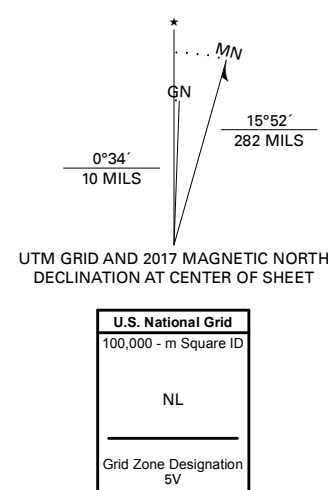 ★
MN
GN
15°52´
282 MILS
0°34´
10 MILS
UTM GRID AND 2017 MAGNETIC NORTH
DECLINATION AT CENTER OF SHEET
U.S. National Grid
100,000 - m Square ID
NL
Grid Zone Designation
5V